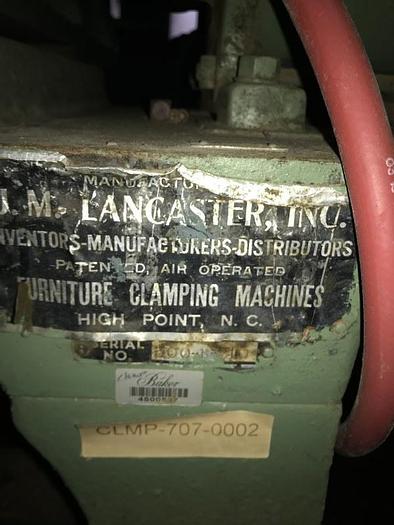 MANUFACTU
J. M. LANCASTER, INC.
INVENTORS-MANUFACTURERS-DISTRIBUTORS
PATENTED, AIR OPERATED
FURNITURE CLAMPING MACHINES
HIGH POINT, N. C.
SERIAL
NO.
Baker
CLMP-707-0002